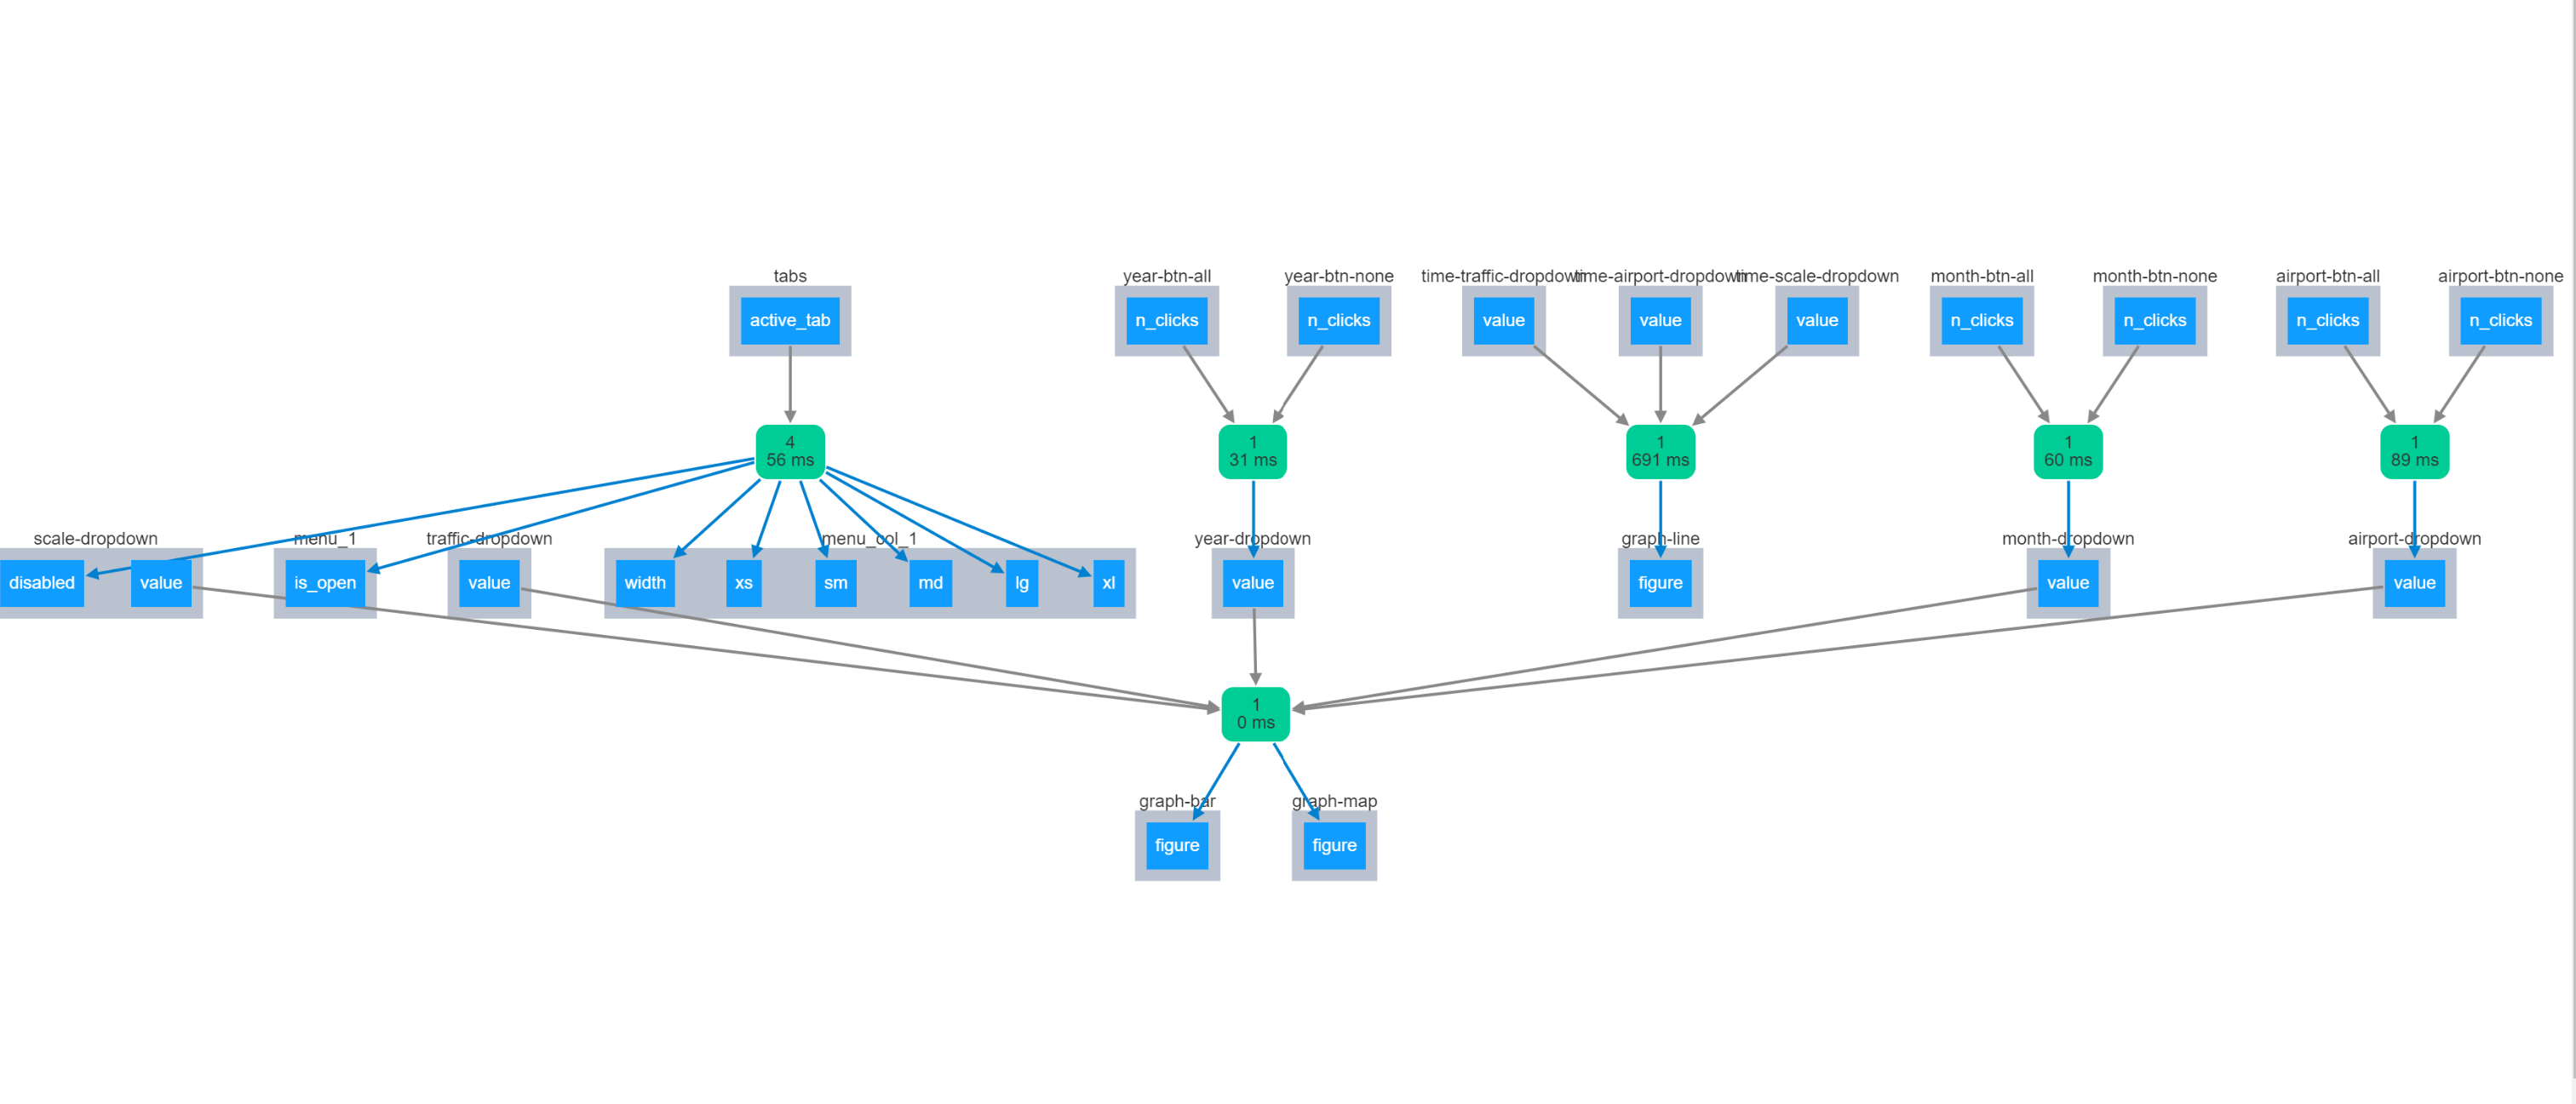 tabs
year-btn-all
year-btn-none
time-traffic-dropdown
time-airport-dropdown
time-scale-dropdown
month-btn-all
month-btn-none
airport-btn-all
airport-btn-none
active_tab
n_clicks
n_clicks
value
value
value
n_clicks
n_clicks
n_clicks
n_clicks
4
56 ms
1
31 ms
1
691 ms
1
60 ms
1
89 ms
scale-dropdown
menu_1
traffic-dropdown
menu_col_1
year-dropdown
graph-line
month-dropdown
airport-dropdown
disabled
value
is_open
value
width
xs
sm
md
lg
xl
value
figure
value
value
1
0 ms
graph-bar
graph-map
figure
figure